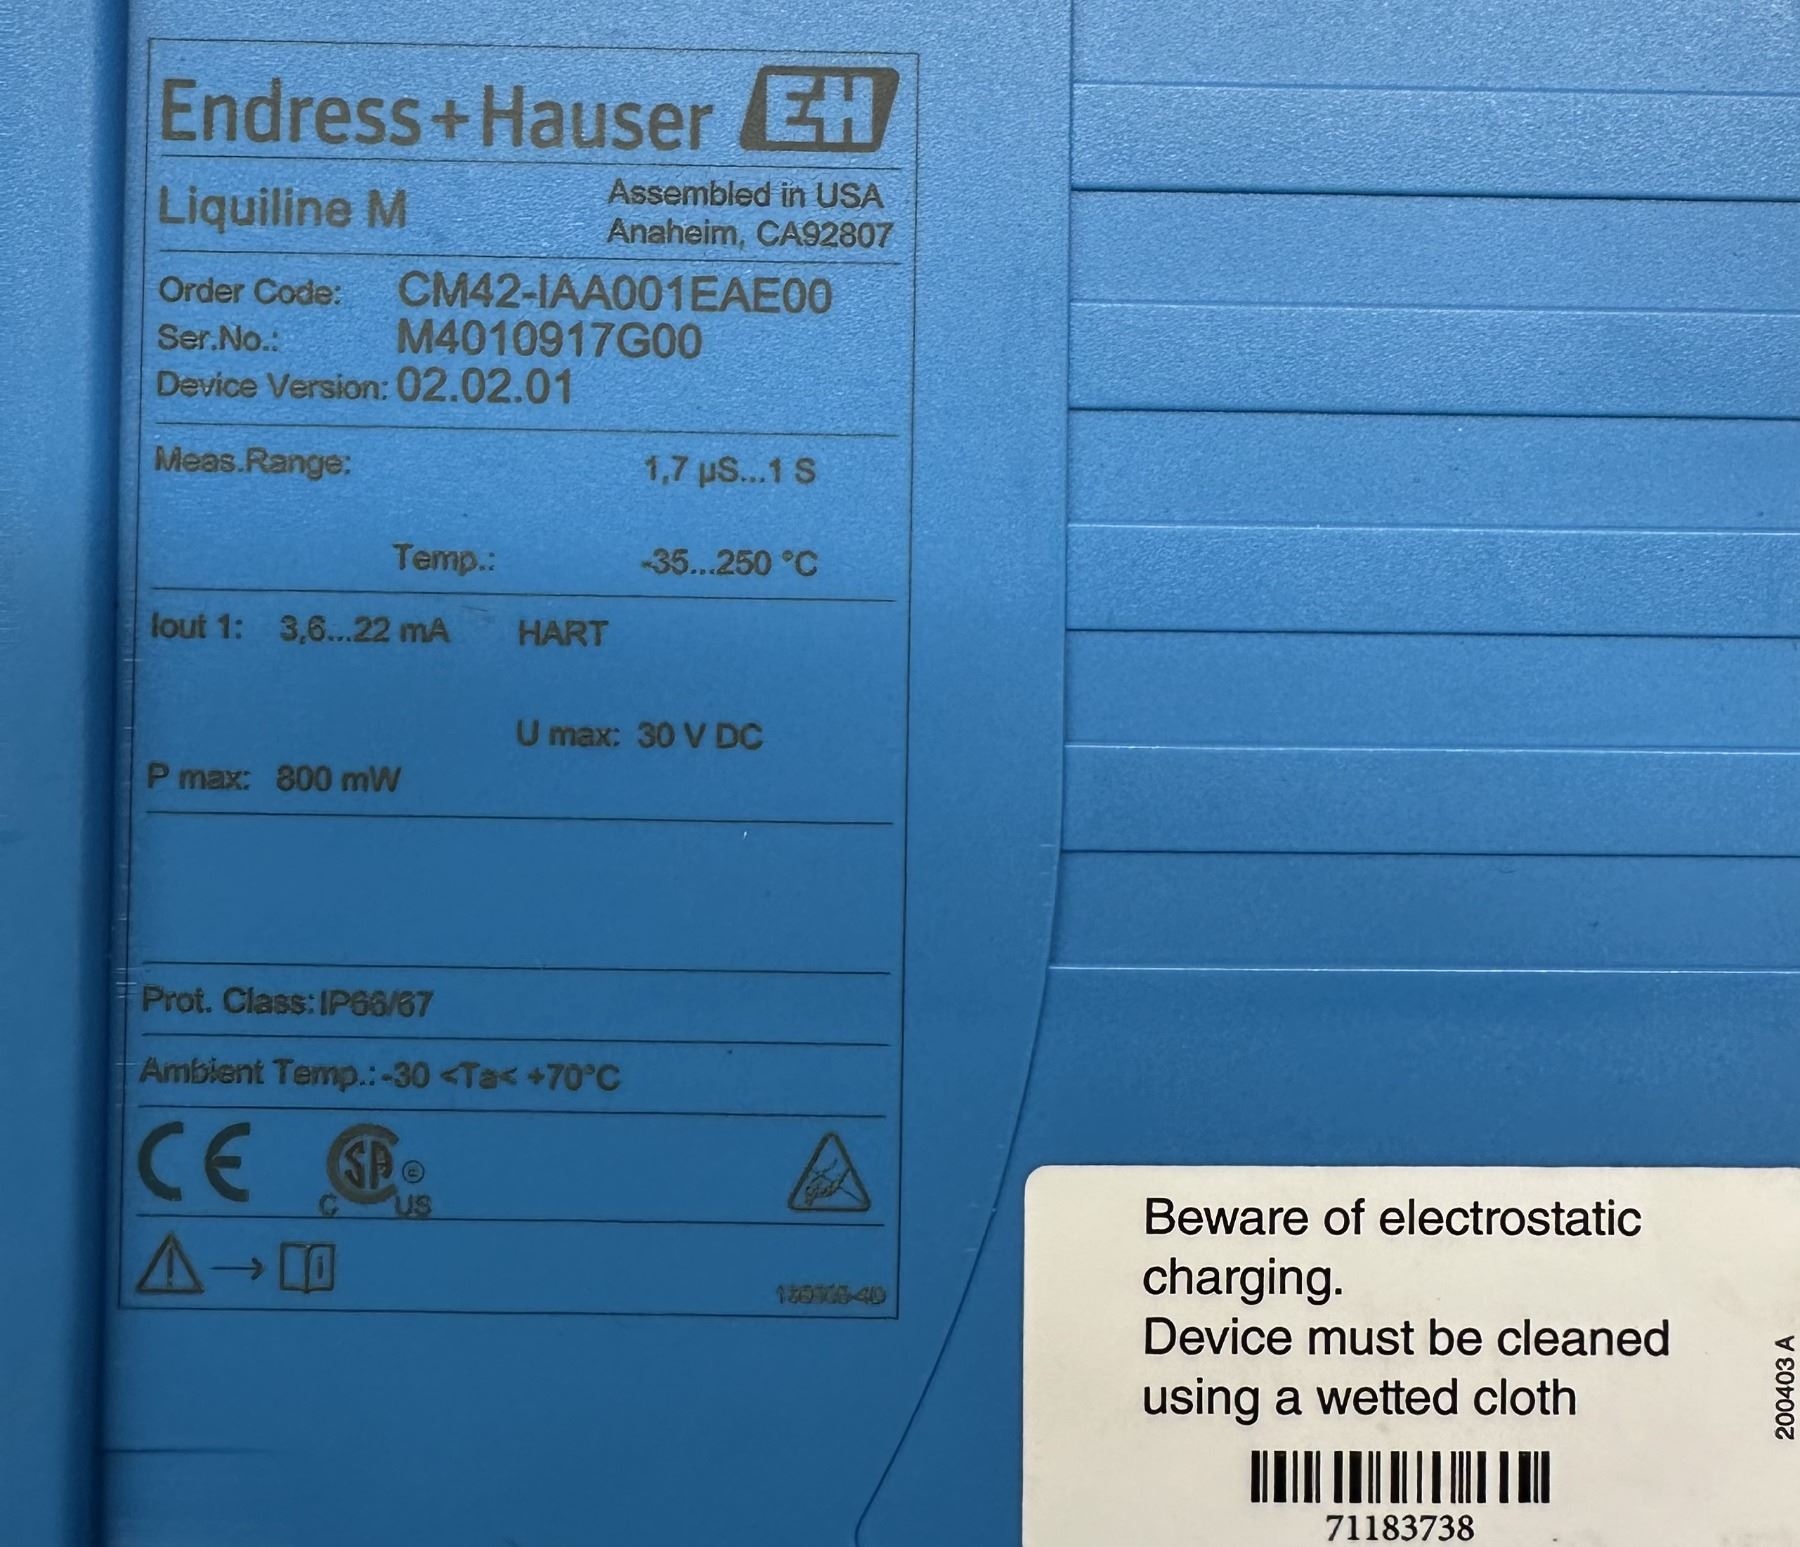 Endress+Hauser EH
Liquiline M
Assembled in USA
Anaheim, CA92807
Order Code: CM42-IAA001EAE00
Ser.No.: M4010917G00
Device Version: 02.02.01
Meas.Range: 1,7 µS...1 S
Temp.: -35...250 °C
Iout 1: 3,6...22 mA HART
U max: 30 V DC
P max: 800 mW
Prot. Class: IP66/67
Ambient Temp.: -30 <Ta< +70°C
CE
C SA ® US
i
Beware of electrostatic
charging.
Device must be cleaned
using a wetted cloth
71183738
200403 A